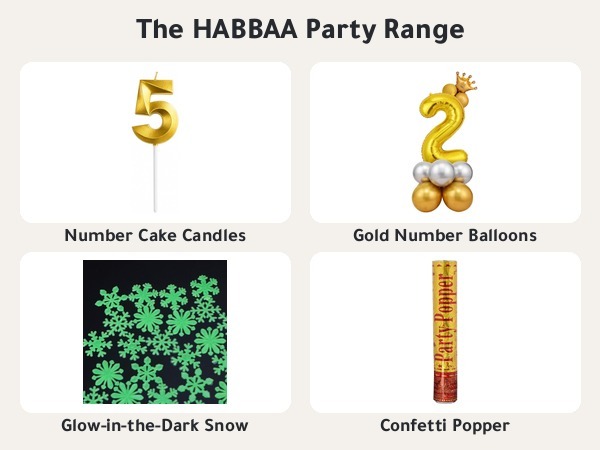 The HABBAA Party Range
5
2
Number Cake Candles
Gold Number Balloons
Party Popper
Glow-in-the-Dark Snow
Confetti Popper